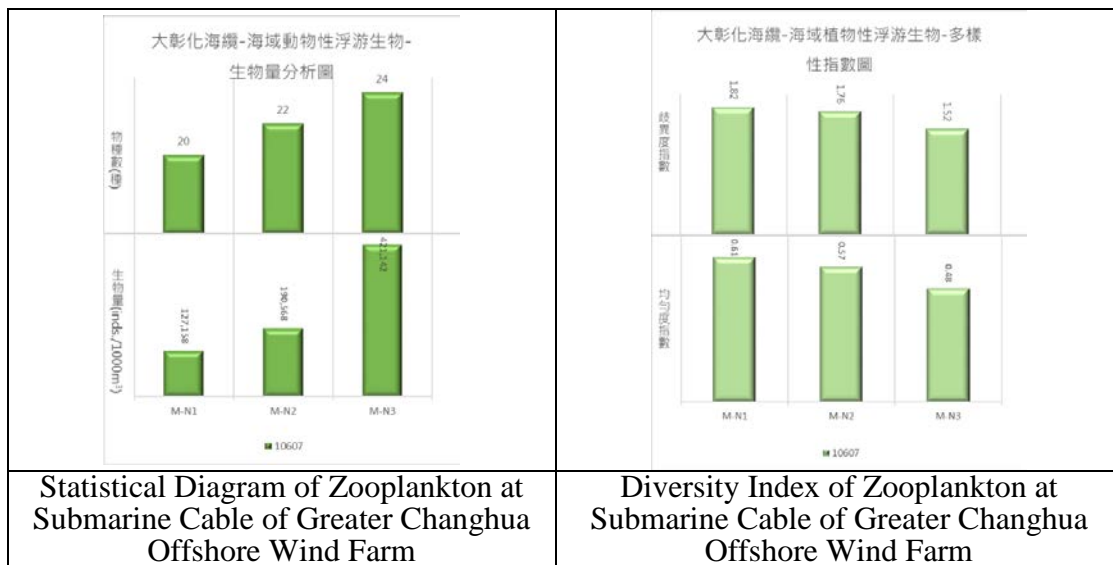 大彰化海纜-海域動物性浮游生物-
生物量分析圖
物種數(種)
20
22
24
生物量(inds./1000m³)
127,158
190,568
421,142
M-N1
M-N2
M-N3
10607
大彰化海纜-海域植物性浮游生物-多樣
性指數圖
歧異度指數
1.82
1.76
1.52
均勻度指數
0.61
0.57
0.48
M-N1
M-N2
M-N3
10607
Statistical Diagram of Zooplankton at
Submarine Cable of Greater Changhua
Offshore Wind Farm
Diversity Index of Zooplankton at
Submarine Cable of Greater Changhua
Offshore Wind Farm